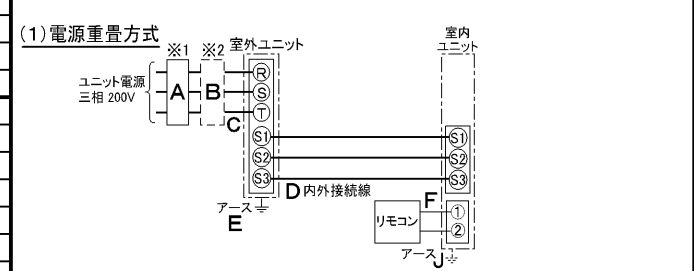 (1)電源重畳方式
※1 ※2 室外ユニット
室内
ユニット
ユニット電源
三相 200V
A
B
C
R
S
T
S1
S2
S3
S1
S2
S3
D 内外接続線
アース
E
リモコン
F
①
②
アース J